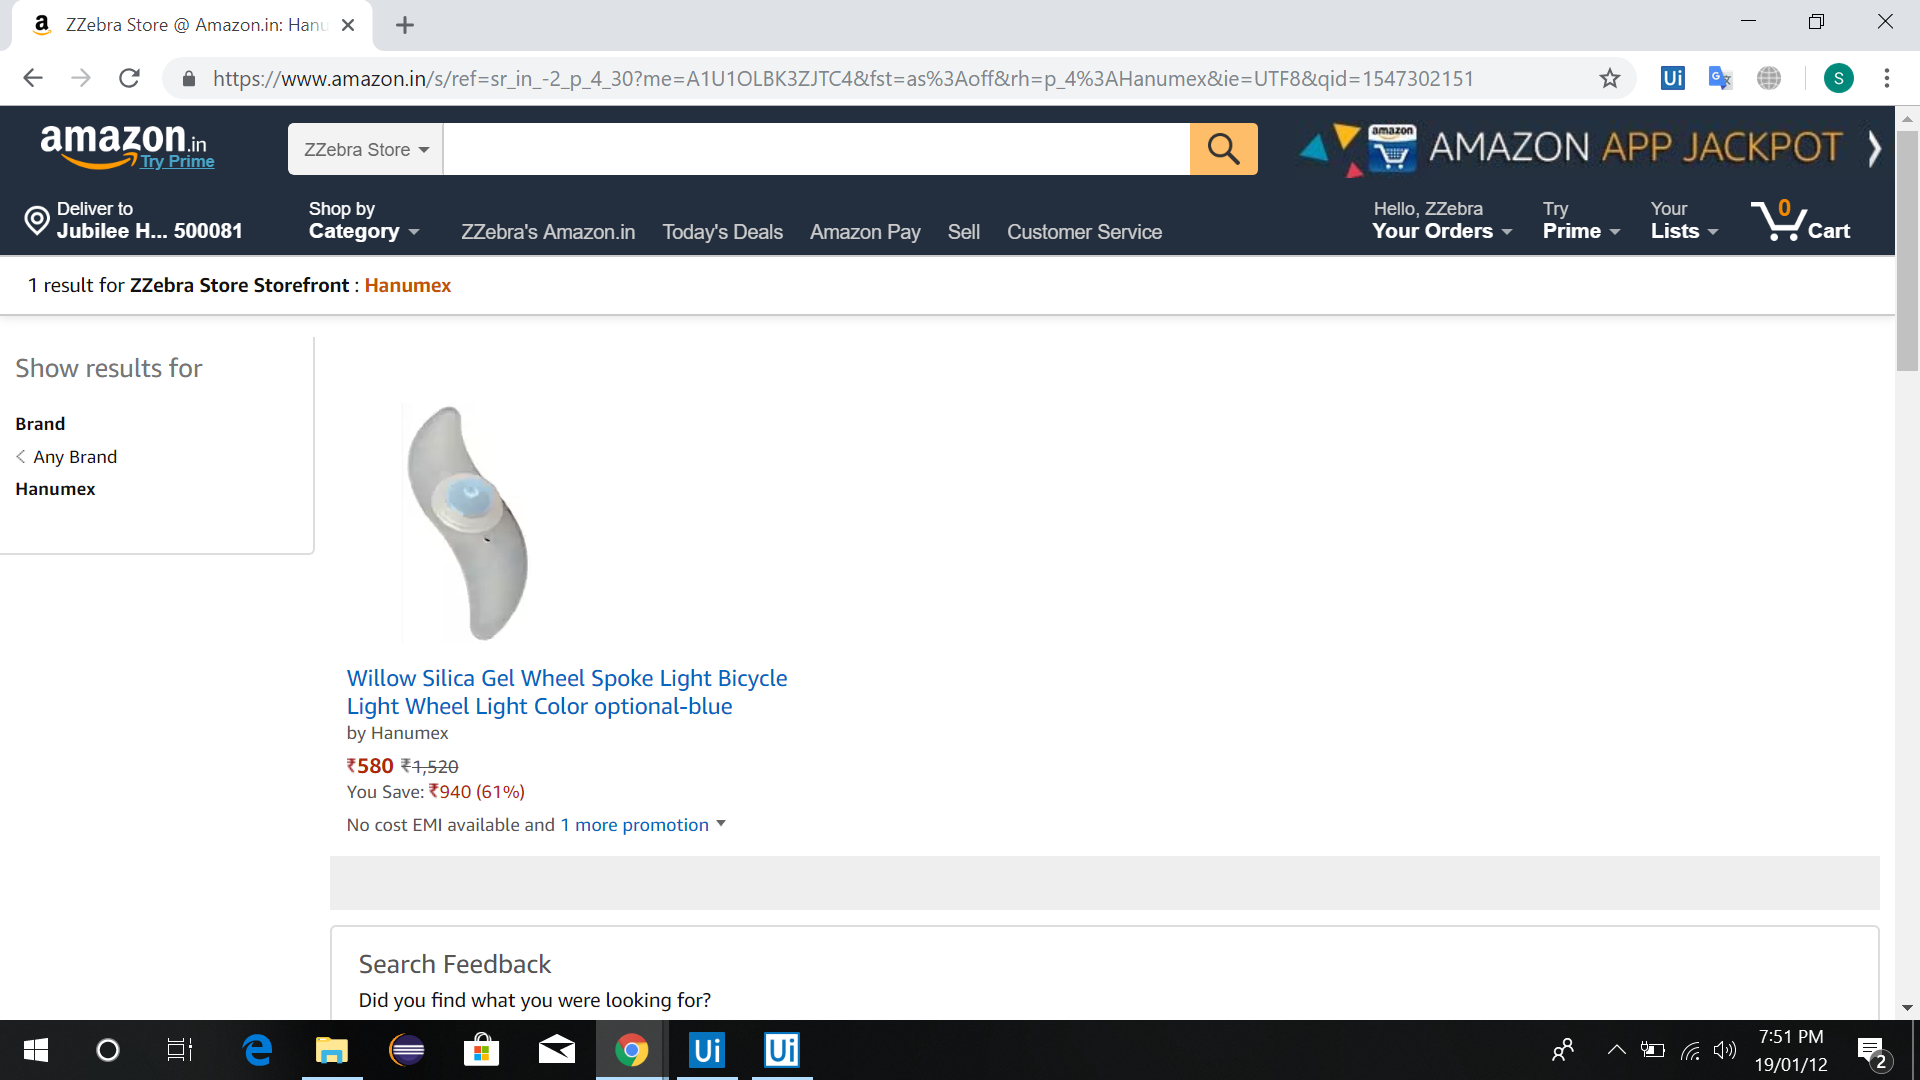 ZZebra Store @ Amazon.in: Hanu
https://www.amazon.in/s/ref=sr_in_-2_p_4_30?me=A1U1OLBK3ZJTC4&fst=as%3Aoff&rh=p_4%3AHanumex&ie=UTF8&qid=1547302151
Ui
G
S
amazon.in
Try Prime
ZZebra Store
amazon
AMAZON APP JACKPOT
Deliver to
Jubilee H... 500081
Shop by
Category
ZZebra's Amazon.in
Today's Deals
Amazon Pay
Sell
Customer Service
Hello, ZZebra
Your Orders
Try
Prime
Your
Lists
0
Cart
1 result for ZZebra Store Storefront : Hanumex
Show results for
Brand
Any Brand
Hanumex
Willow Silica Gel Wheel Spoke Light Bicycle
Light Wheel Light Color optional-blue
by Hanumex
₹580 ₹1,520
You Save: ₹940 (61%)
No cost EMI available and 1 more promotion
Search Feedback
Did you find what you were looking for?
Ui
Ui
7:51 PM
19/01/12
2